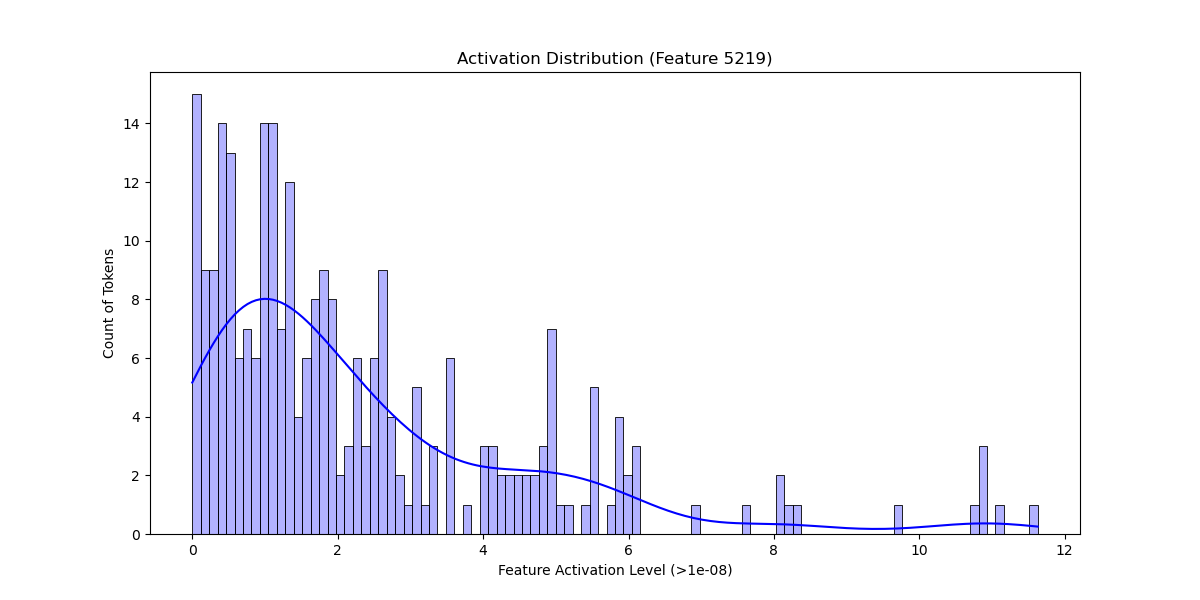 Activation Distribution (Feature 5219)
Count of Tokens
14
12
10
8
6
4
2
0
0 2 4 6 8 10 12
Feature Activation Level (>1e-08)